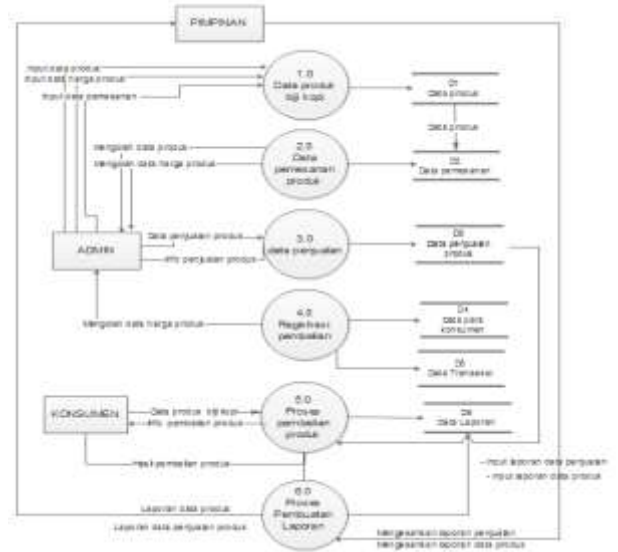 PIMPINAN
Input data produk
Input data harga produk
Input data pemesanan
1.0
Data produk
biji kopi
D1
Data produk
Data produk
Mengolah data produk
Mengolah data harga produk
2.0
Data
pemesanan
produk
D2
Data pemesanan
ADMIN
Data penjualan produk
Info penjualan produk
3.0
data penjualan
D3
Data penjualan
produk
Mengolah data harga produk
4.0
Registrasi
pembelian
D4
Data para
konsumen
D5
Data Transaksi
KONSUMEN
Data produk biji kopi
Info pembelian produk
5.0
Proses
pembelian
produk
D6
Data Laporan
Hasil pembelian produk
- Input laporan data penjualan
- Input laporan data produk
Laporan data produk
Laporan data penjualan produk
6.0
Proses
Pembuatan
Laporan
Mengesahkan laporan penjualan
Mengesahkan laporan data produk